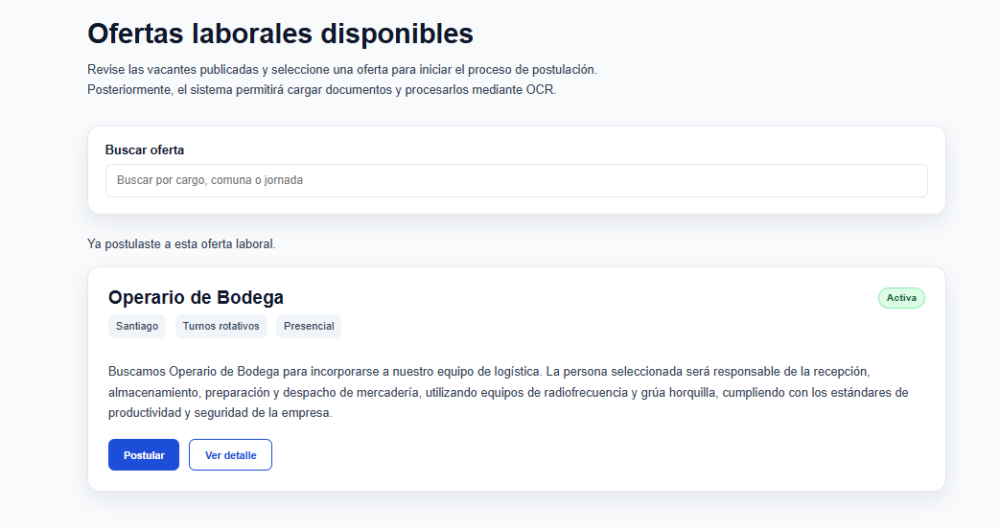 Ofertas laborales disponibles
Revise las vacantes publicadas y seleccione una oferta para iniciar el proceso de postulación.
Posteriormente, el sistema permitirá cargar documentos y procesarlos mediante OCR.
Buscar oferta
Buscar por cargo, comuna o jornada
Ya postulaste a esta oferta laboral.
Operario de Bodega
Activa
Santiago
Turnos rotativos
Presencial
Buscamos Operario de Bodega para incorporarse a nuestro equipo de logística. La persona seleccionada será responsable de la recepción,
almacenamiento, preparación y despacho de mercadería, utilizando equipos de radiofrecuencia y grúa horquilla, cumpliendo con los estándares de
productividad y seguridad de la empresa.
Postular
Ver detalle